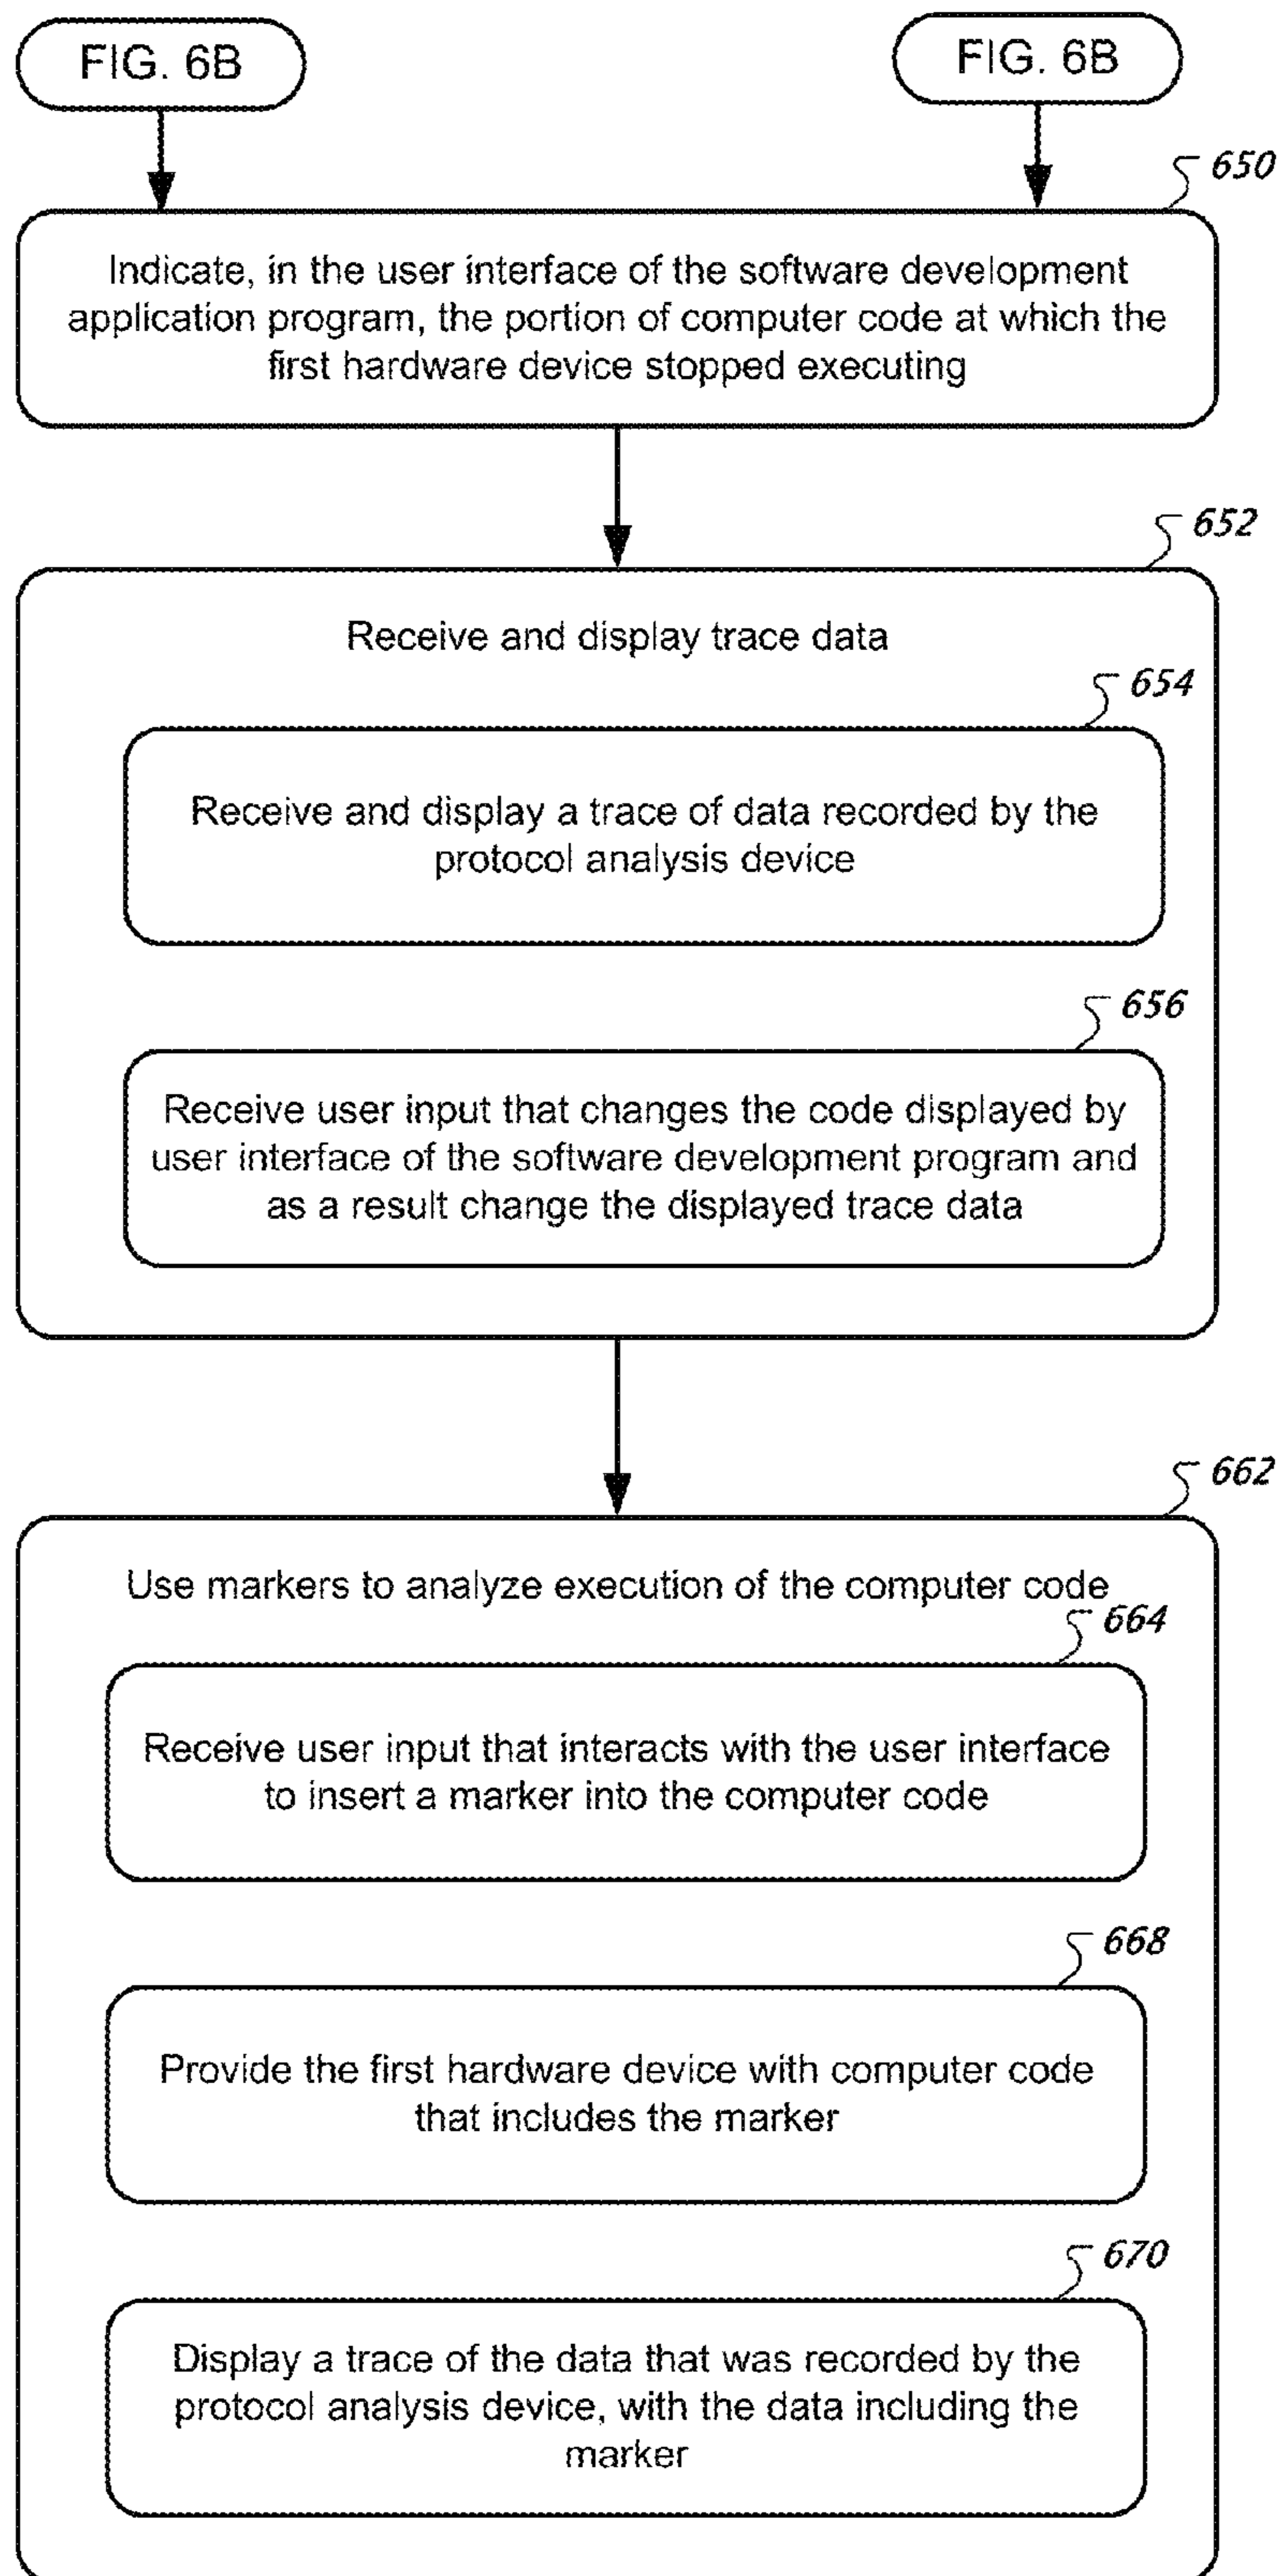 FIG. 6B
FIG. 6B
650
Indicate, in the user interface of the software development
application program, the portion of computer code at which the
first hardware device stopped executing
652
Receive and display trace data
654
Receive and display a trace of data recorded by the
protocol analysis device
656
Receive user input that changes the code displayed by
user interface of the software development program and
as a result change the displayed trace data
662
Use markers to analyze execution of the computer code
664
Receive user input that interacts with the user interface
to insert a marker into the computer code
668
Provide the first hardware device with computer code
that includes the marker
670
Display a trace of the data that was recorded by the
protocol analysis device, with the data including the
marker